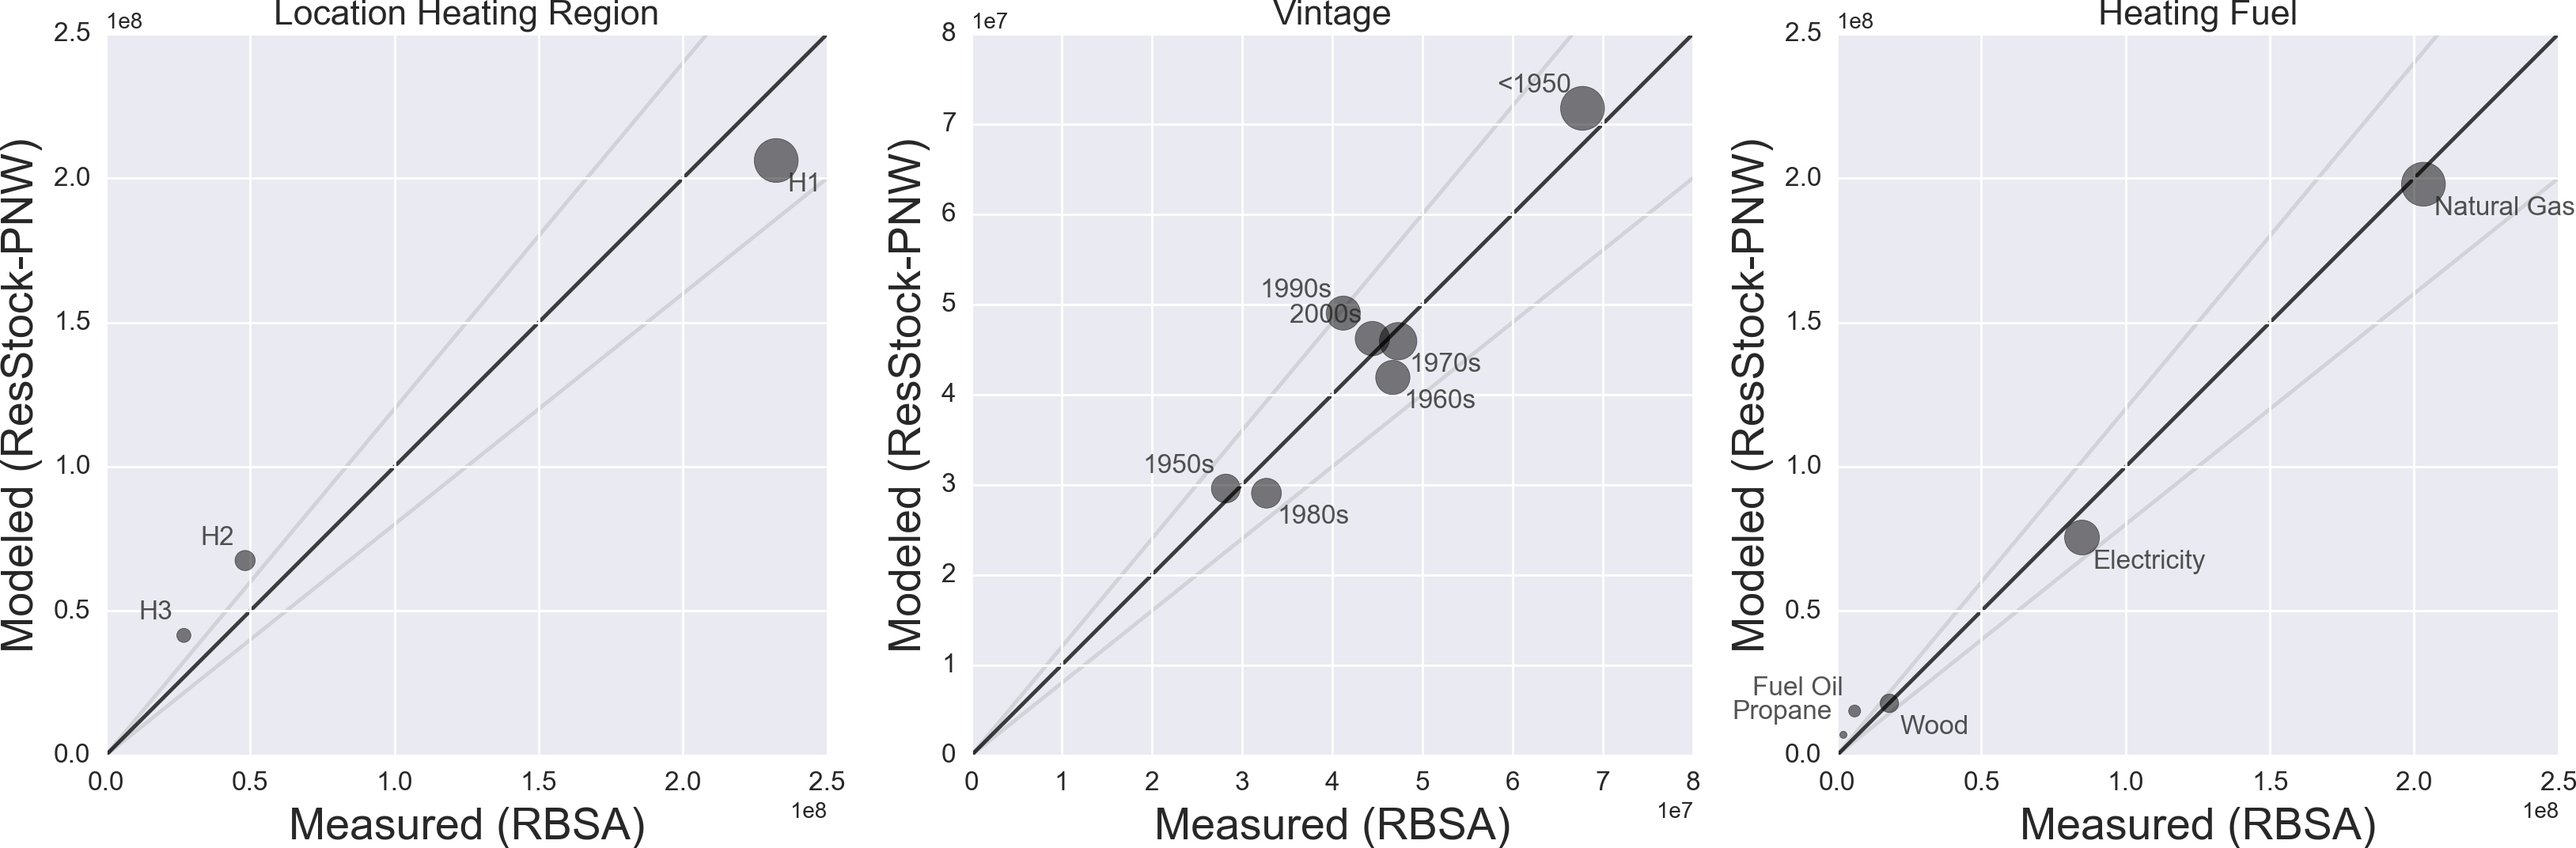 Location Heating Region
1e8
2.5
2.0
1.5
1.0
0.5
0.0
H1
H2
H3
0.0 0.5 1.0 1.5 2.0 2.5
1e8
Measured (RBSA)
Modeled (ResStock-PNW)
Vintage
1e7
8
7
6
5
4
3
2
1
0
<1950
1990s
2000s
1970s
1960s
1950s
1980s
0 1 2 3 4 5 6 7 8
1e7
Measured (RBSA)
Modeled (ResStock-PNW)
Heating Fuel
1e8
2.5
2.0
1.5
1.0
0.5
0.0
Natural Gas
Electricity
Fuel Oil
Propane
Wood
0.0 0.5 1.0 1.5 2.0 2.5
1e8
Measured (RBSA)
Modeled (ResStock-PNW)